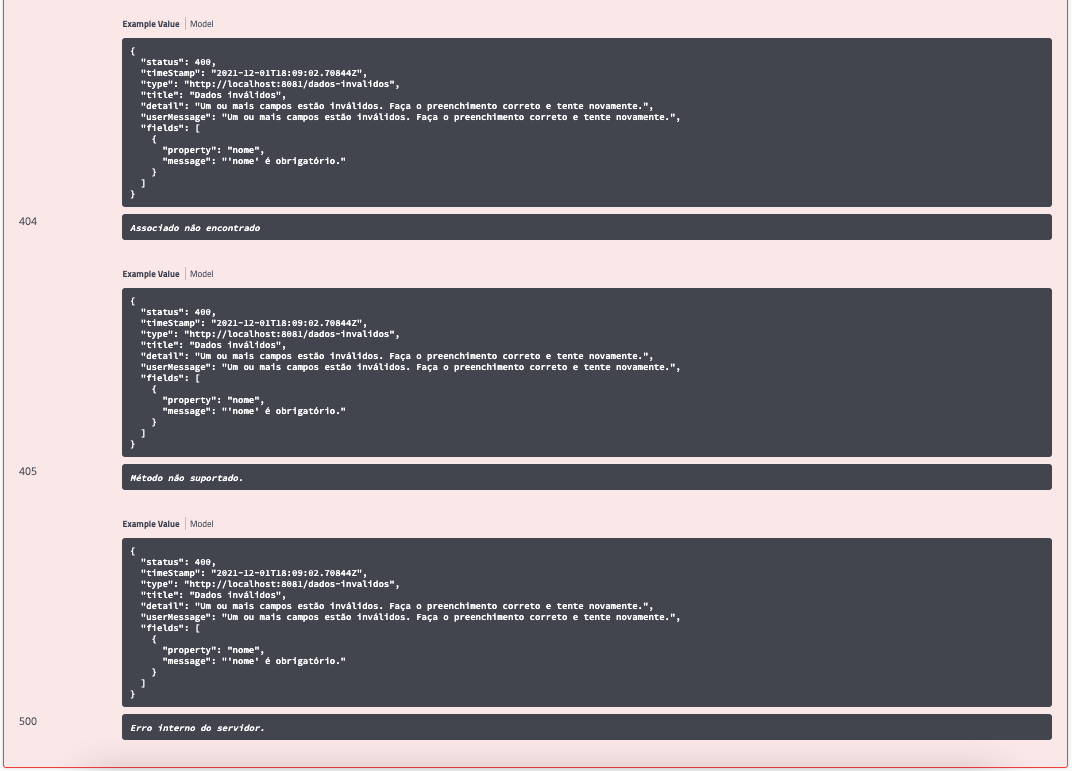 Example Value | Model
{
  "status": 400,
  "timeStamp": "2021-12-01T18:09:02.70844Z",
  "type": "http://localhost:8081/dados-invalidos",
  "title": "Dados inválidos",
  "detail": "Um ou mais campos estão inválidos. Faça o preenchimento correto e tente novamente.",
  "userMessage": "Um ou mais campos estão inválidos. Faça o preenchimento correto e tente novamente.",
  "fields": [
    {
      "property": "nome",
      "message": "'nome' é obrigatório."
    }
  ]
}
404
Associado não encontrado
Example Value | Model
{
  "status": 400,
  "timeStamp": "2021-12-01T18:09:02.70844Z",
  "type": "http://localhost:8081/dados-invalidos",
  "title": "Dados inválidos",
  "detail": "Um ou mais campos estão inválidos. Faça o preenchimento correto e tente novamente.",
  "userMessage": "Um ou mais campos estão inválidos. Faça o preenchimento correto e tente novamente.",
  "fields": [
    {
      "property": "nome",
      "message": "'nome' é obrigatório."
    }
  ]
}
405
Método não suportado.
Example Value | Model
{
  "status": 400,
  "timeStamp": "2021-12-01T18:09:02.70844Z",
  "type": "http://localhost:8081/dados-invalidos",
  "title": "Dados inválidos",
  "detail": "Um ou mais campos estão inválidos. Faça o preenchimento correto e tente novamente.",
  "userMessage": "Um ou mais campos estão inválidos. Faça o preenchimento correto e tente novamente.",
  "fields": [
    {
      "property": "nome",
      "message": "'nome' é obrigatório."
    }
  ]
}
500
Erro interno do servidor.